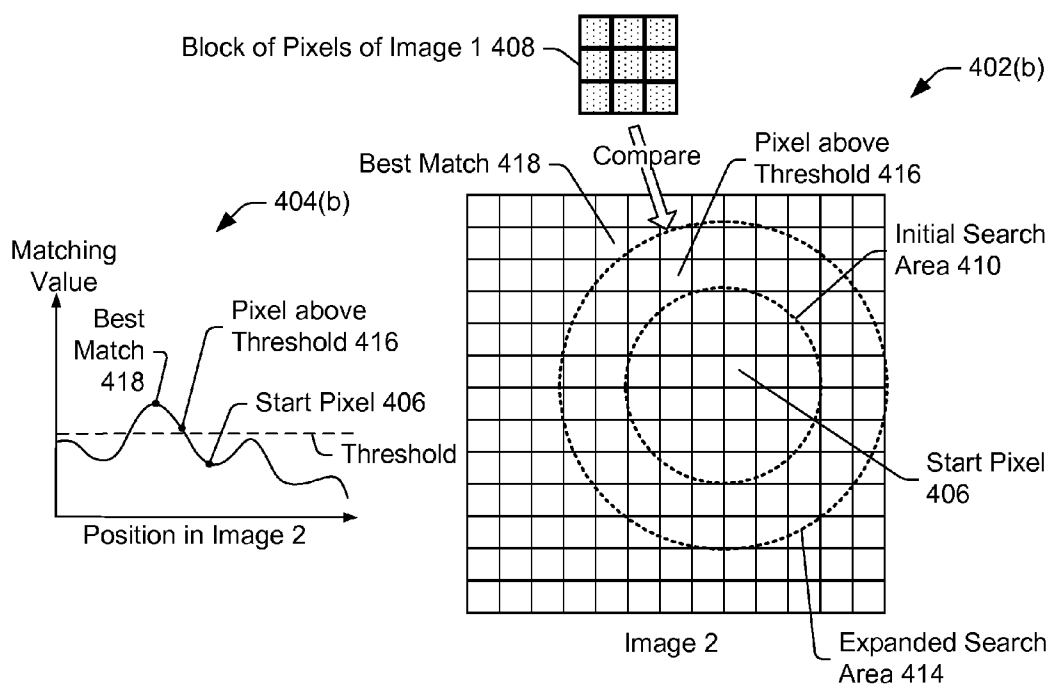 Block of Pixels of Image 1 408
402(b)
Compare
Best Match 418
Pixel above
Threshold 416
404(b)
Initial Search
Area 410
Matching
Value
Best
Match
418
Pixel above
Threshold 416
Start Pixel 406
Threshold
Start Pixel
406
Position in Image 2
Image 2
Expanded Search
Area 414